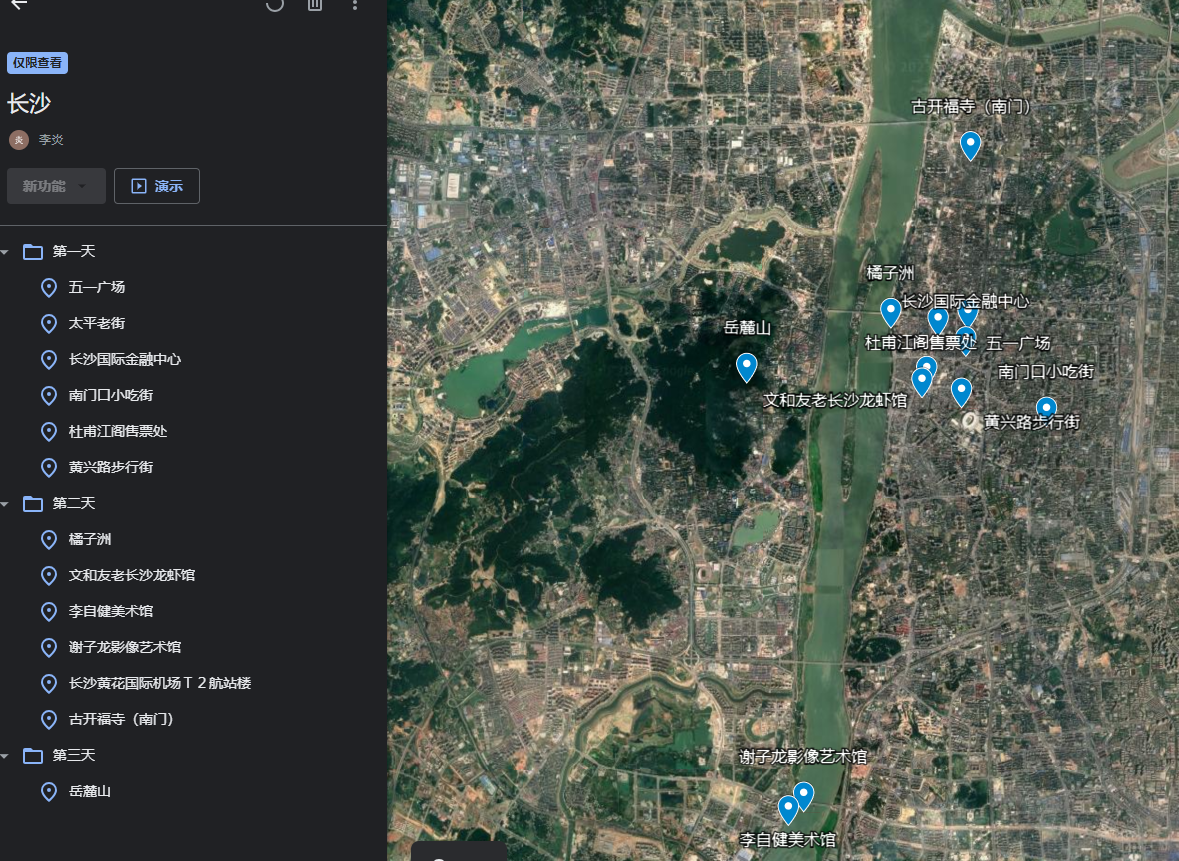 仅限查看
长沙
炎 李炎
新功能 演示
第一天
五一广场
太平老街
长沙国际金融中心
南门口小吃街
杜甫江阁售票处
黄兴路步行街
第二天
橘子洲
文和友老长沙龙虾馆
李自健美术馆
谢子龙影像艺术馆
长沙黄花国际机场Ｔ２航站楼
古开福寺（南门）
第三天
岳麓山
古开福寺（南门）
橘子洲
长沙国际金融中心
岳麓山
杜甫江阁售票处 五一广场
南门口小吃街
文和友老长沙龙虾馆
黄兴路步行街
谢子龙影像艺术馆
李自健美术馆